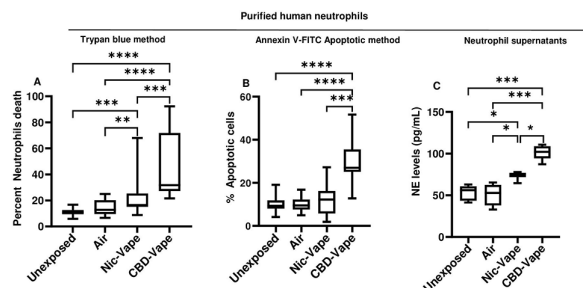 Purified human neutrophils
Trypan blue method
Annexin V-FITC Apoptotic method
Neutrophil supernatants
A
****
****
***
***
**
Percent Neutrophils death
100
80
60
40
20
0
Unexposed
Air
Nic-Vape
CBD-Vape
B
****
****
***
% Apoptotic cells
60
40
20
0
Unexposed
Air
Nic-Vape
CBD-Vape
C
***
***
*
*
*
NE levels (pg/mL)
150
100
50
0
Unexposed
Air
Nic-Vape
CBD-Vape